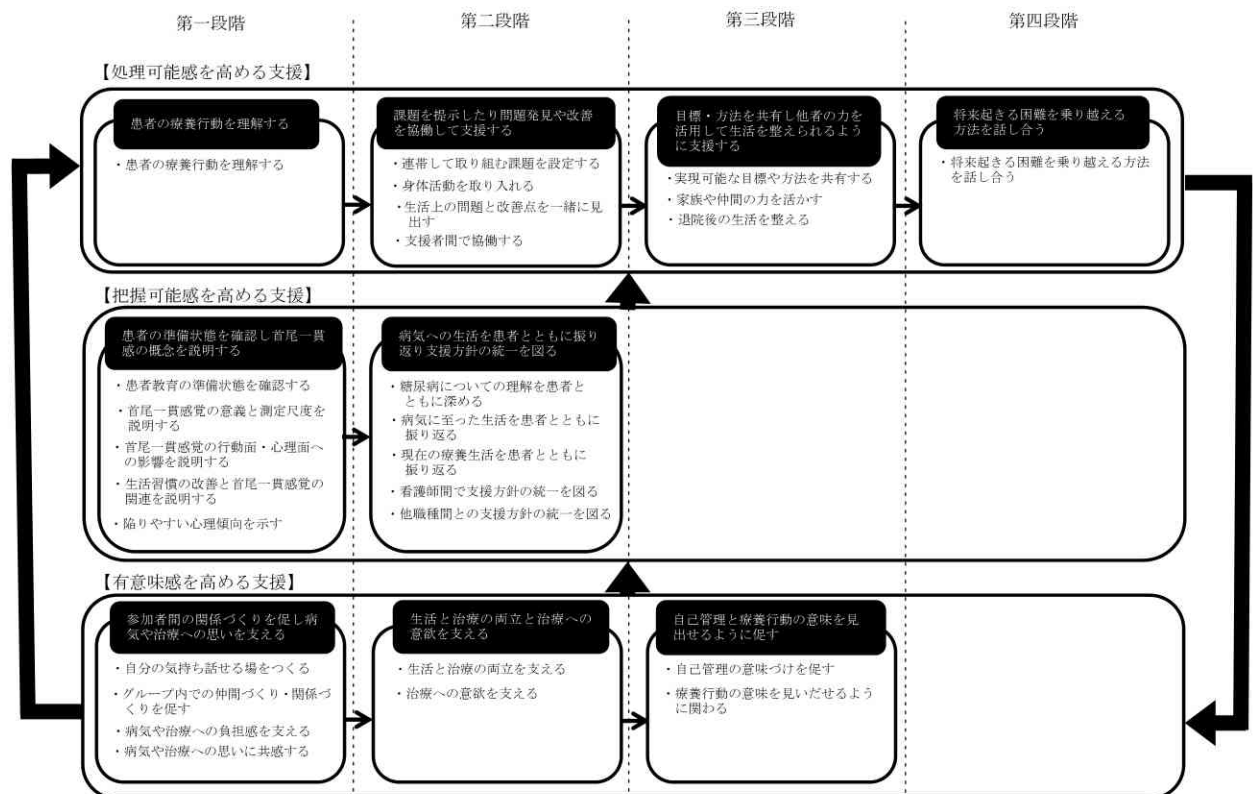 第一段階
第二段階
第三段階
第四段階
【処理可能感を高める支援】
患者の療養行動を理解する
・患者の療養行動を理解する
課題を提示したり問題発見や改善
を協働して支援する
・連帯して取り組む課題を設定する
・身体活動を取り入れる
・生活上の問題と改善点を一緒に見
出す
・支援者間で協働する
目標・方法を共有し他者の力を
活用して生活を整えられるよう
に支援する
・実現可能な目標や方法を共有する
・家族や仲間の力を活かす
・退院後の生活を整える
将来起きる困難を乗り越える
方法を話し合う
・将来起きる困難を乗り越える方法
を話し合う
【把握可能感を高める支援】
患者の準備状態を確認し首尾一貫
感の概念を説明する
・患者教育の準備状態を確認する
・首尾一貫感覚の意義と測定尺度を
説明する
・首尾一貫感覚の行動面・心理面へ
の影響を説明する
・生活習慣の改善と首尾一貫感覚の
関連を説明する
・陥りやすい心理傾向を示す
病気への生活を患者とともに振り
返り支援方針の統一を図る
・糖尿病についての理解を患者と
ともに深める
・病気に至った生活を患者とともに
振り返る
・現在の療養生活を患者とともに
振り返る
・看護師間で支援方針の統一を図る
・他職種間との支援方針の統一を図る
【有意味感を高める支援】
参加者間の関係づくりを促し病
気や治療への思いを支える
・自分の気持ち話せる場をつくる
・グループ内での仲間づくり・関係づ
くりを促す
・病気や治療への負担感を支える
・病気や治療への思いに共感する
生活と治療の両立と治療への
意欲を支える
・生活と治療の両立を支える
・治療への意欲を支える
自己管理と療養行動の意味を見
出せるように促す
・自己管理の意味づけを促す
・療養行動の意味を見いだせるよう
に関わる